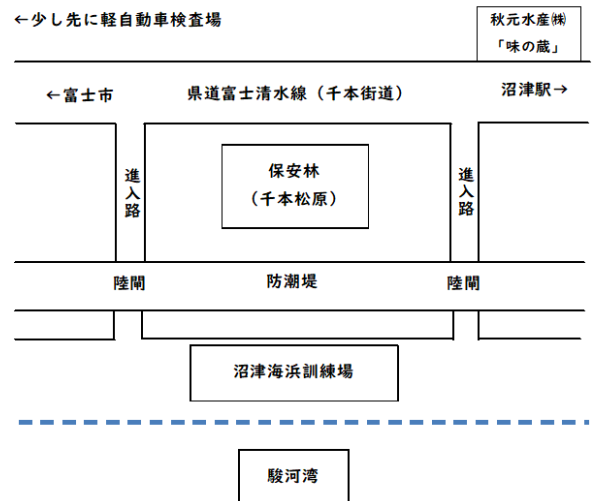 ←少し先に軽自動車検査場
秋元水産㈱
「味の蔵」
←富士市
県道富士清水線（千本街道）
沼津駅→
進入路
保安林
（千本松原）
進入路
陸閘
防潮堤
陸閘
沼津海浜訓練場
駿河湾